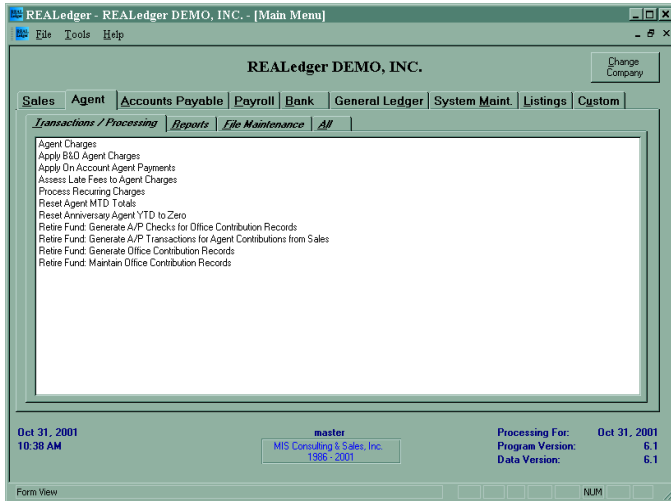 REALedger - REALedger DEMO, INC. - [Main Menu]
File Tools Help
REALedger DEMO, INC.
Change Company
Sales Agent Accounts Payable Payroll Bank General Ledger System Maint. Listings Custom
Transactions / Processing Reports File Maintenance All
Agent Charges
Apply B&O Agent Charges
Apply On Account Agent Payments
Assess Late Fees to Agent Charges
Process Recurring Charges
Reset Agent MTD Totals
Reset Anniversary Agent YTD to Zero
Retire Fund: Generate A/P Checks for Office Contribution Records
Retire Fund: Generate A/P Transactions for Agent Contributions from Sales
Retire Fund: Generate Office Contribution Records
Retire Fund: Maintain Office Contribution Records
Oct 31, 2001 master Processing For: Oct 31, 2001
10:38 AM MIS Consulting & Sales, Inc. Program Version: 6.1
1986 - 2001 Data Version: 6.1
Form View NUM